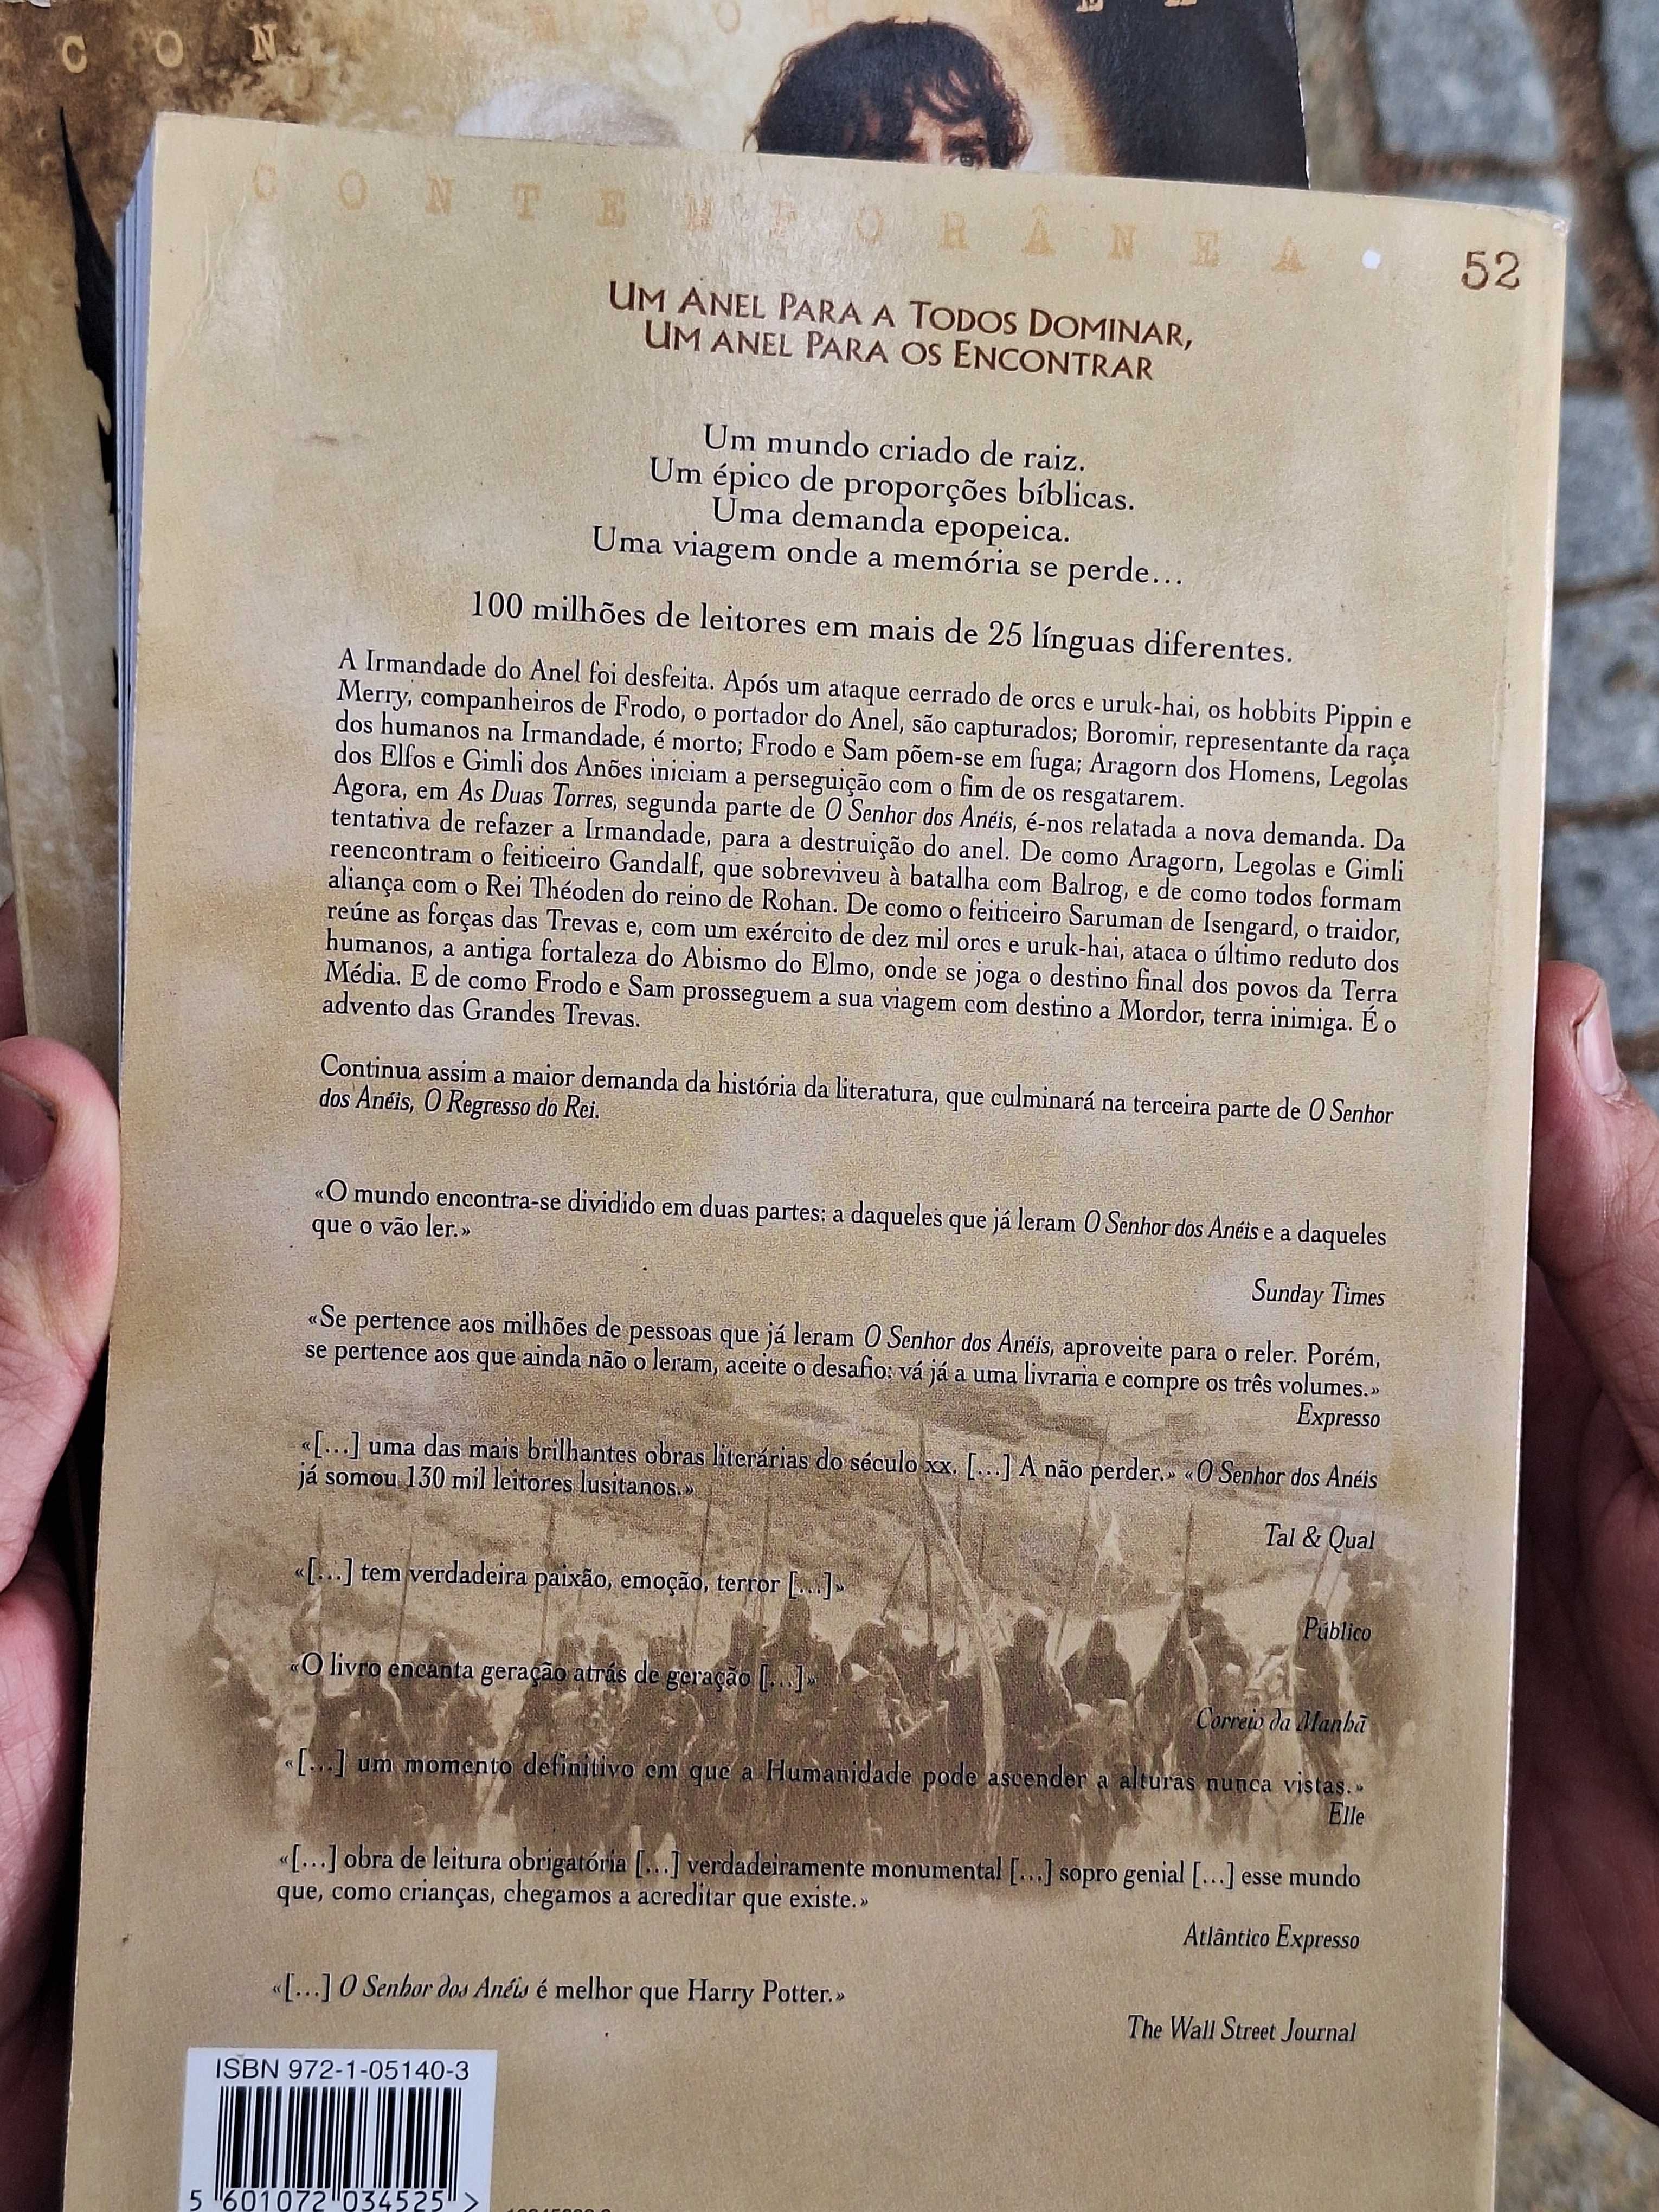 C O N
C O N T E M P O R Â N E A
52
UM ANEL PARA A TODOS DOMINAR,
UM ANEL PARA OS ENCONTRAR
Um mundo criado de raiz.
Um épico de proporções bíblicas.
Uma demanda epopeica.
Uma viagem onde a memória se perde...
100 milhões de leitores em mais de 25 línguas diferentes.
A Irmandade do Anel foi desfeita. Após um ataque cerrado de orcs e uruk-hai, os hobbits Pippin e
Merry, companheiros de Frodo, o portador do Anel, são capturados; Boromir, representante da raça
dos humanos na Irmandade, é morto; Frodo e Sam põem-se em fuga; Aragorn dos Homens, Legolas
dos Elfos e Gimli dos Anões iniciam a perseguição com o fim de os resgatarem.
Agora, em As Duas Torres, segunda parte de O Senhor dos Anéis, é-nos relatada a nova demanda. Da
tentativa de refazer a Irmandade, para a destruição do anel. De como Aragorn, Legolas e Gimli
reencontram o feiticeiro Gandalf, que sobreviveu à batalha com Balrog, e de como todos formam
aliança com o Rei Théoden do reino de Rohan. De como o feiticeiro Saruman de Isengard, o traidor,
reúne as forças das Trevas e, com um exército de dez mil orcs e uruk-hai, ataca o último reduto dos
humanos, a antiga fortaleza do Abismo do Elmo, onde se joga o destino final dos povos da Terra
Média. E de como Frodo e Sam prosseguem a sua viagem com destino a Mordor, terra inimiga. É o
advento das Grandes Trevas.
Continua assim a maior demanda da história da literatura, que culminará na terceira parte de O Senhor
dos Anéis, O Regresso do Rei.
«O mundo encontra-se dividido em duas partes: a daqueles que já leram O Senhor dos Anéis e a daqueles
que o vão ler.»
Sunday Times
«Se pertence aos milhões de pessoas que já leram O Senhor dos Anéis, aproveite para o reler. Porém,
se pertence aos que ainda não o leram, aceite o desafio: vá já a uma livraria e compre os três volumes.»
Expresso
«[...] uma das mais brilhantes obras literárias do século xx. [...] A não perder.» «O Senhor dos Anéis
já somou 130 mil leitores lusitanos.»
Tal & Qual
«[...] tem verdadeira paixão, emoção, terror [...]»
Público
«O livro encanta geração atrás de geração [...]»
Correio da Manhã
«[...] um momento definitivo em que a Humanidade pode ascender a alturas nunca vistas.»
Elle
«[...] obra de leitura obrigatória [...] verdadeiramente monumental [...] sopro genial [...] esse mundo
que, como crianças, chegamos a acreditar que existe.»
Atlântico Expresso
«[...] O Senhor dos Anéis é melhor que Harry Potter.»
The Wall Street Journal
ISBN 972-1-05140-3
5 601072 034525 >